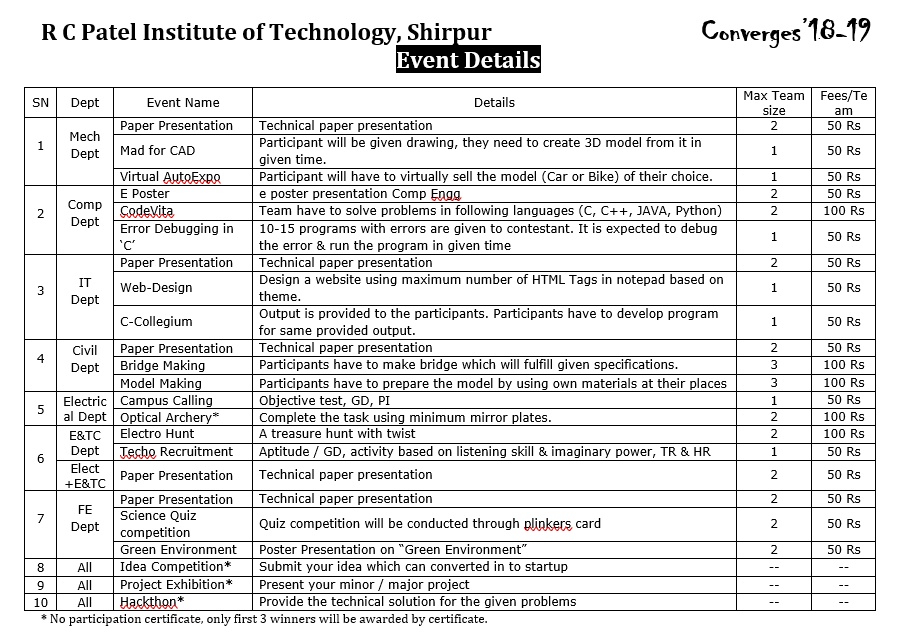 R C Patel Institute of Technology, Shirpur
Converges'18-19
Event Details
SN Dept Event Name Details Max Team size Fees/Te am
1 Mech Dept Paper Presentation Technical paper presentation 2 50 Rs
Mad for CAD Participant will be given drawing, they need to create 3D model from it in
given time. 1 50 Rs
Virtual AutoExpo Participant will have to virtually sell the model (Car or Bike) of their choice. 1 50 Rs
2 Comp Dept E Poster e poster presentation Comp Engg 2 50 Rs
CodeVita Team have to solve problems in following languages (C, C++, JAVA, Python) 2 100 Rs
Error Debugging in ‘C’ 10-15 programs with errors are given to contestant. It is expected to debug
the error & run the program in given time 1 50 Rs
3 IT Dept Paper Presentation Technical paper presentation 2 50 Rs
Web-Design Design a website using maximum number of HTML Tags in notepad based on
theme. 1 50 Rs
C-Collegium Output is provided to the participants. Participants have to develop program
for same provided output. 1 50 Rs
4 Civil Dept Paper Presentation Technical paper presentation 2 50 Rs
Bridge Making Participants have to make bridge which will fulfill given specifications. 3 100 Rs
Model Making Participants have to prepare the model by using own materials at their places 3 100 Rs
5 Electric al Dept Campus Calling Objective test, GD, PI 1 50 Rs
Optical Archery* Complete the task using minimum mirror plates. 2 100 Rs
6 E&TC Dept Electro Hunt A treasure hunt with twist 2 100 Rs
Techo Recruitment Aptitude / GD, activity based on listening skill & imaginary power, TR & HR 1 50 Rs
Elect +E&TC Paper Presentation Technical paper presentation 2 50 Rs
7 FE Dept Paper Presentation Technical paper presentation 2 50 Rs
Science Quiz competition Quiz competition will be conducted through plinkers card 2 50 Rs
Green Environment Poster Presentation on “Green Environment” 2 50 Rs
8 All Idea Competition* Submit your idea which can converted in to startup -- --
9 All Project Exhibition* Present your minor / major project -- --
10 All Hackthon* Provide the technical solution for the given problems -- --
* No participation certificate, only first 3 winners will be awarded by certificate.